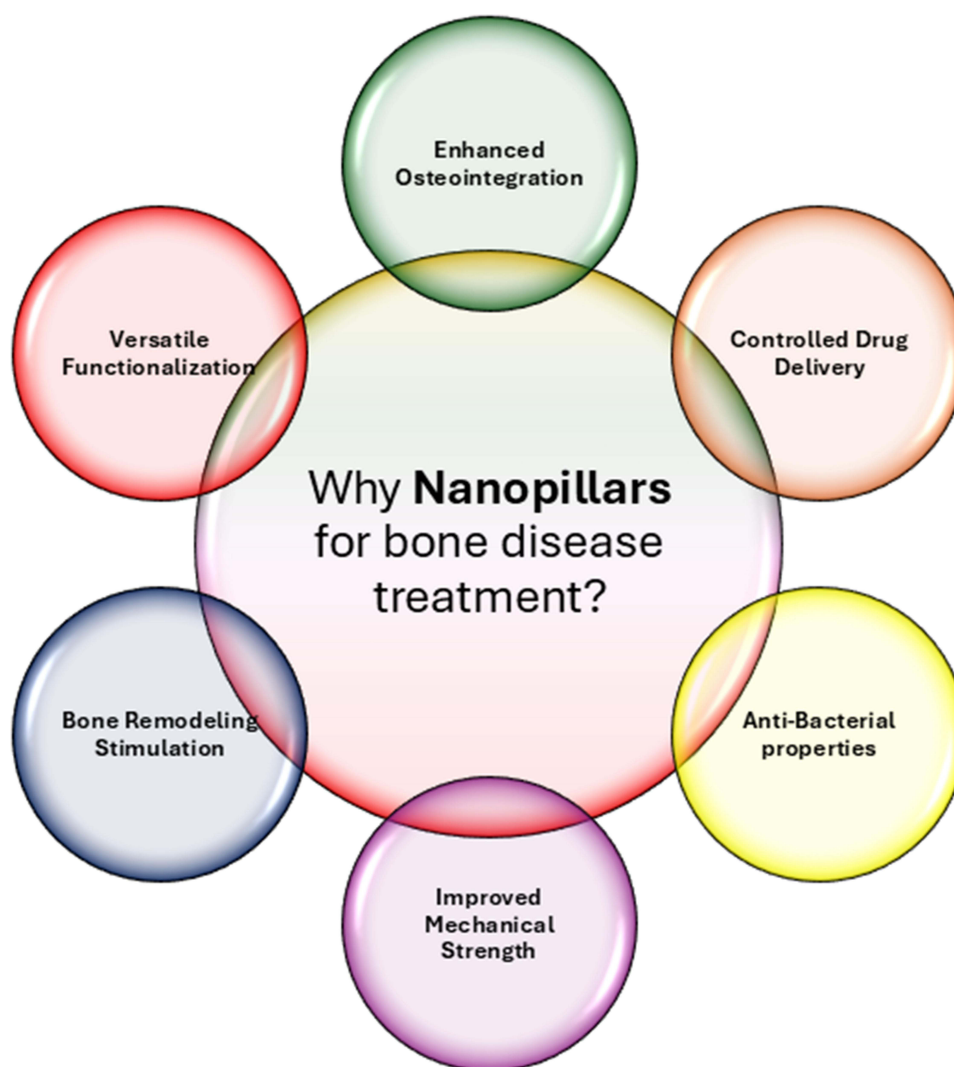 Enhanced
Osteointegration
Versatile
Functionalization
Controlled Drug
Delivery
Why Nanopillars
for bone disease
treatment?
Bone Remodeling
Stimulation
Anti-Bacterial
properties
Improved
Mechanical
Strength